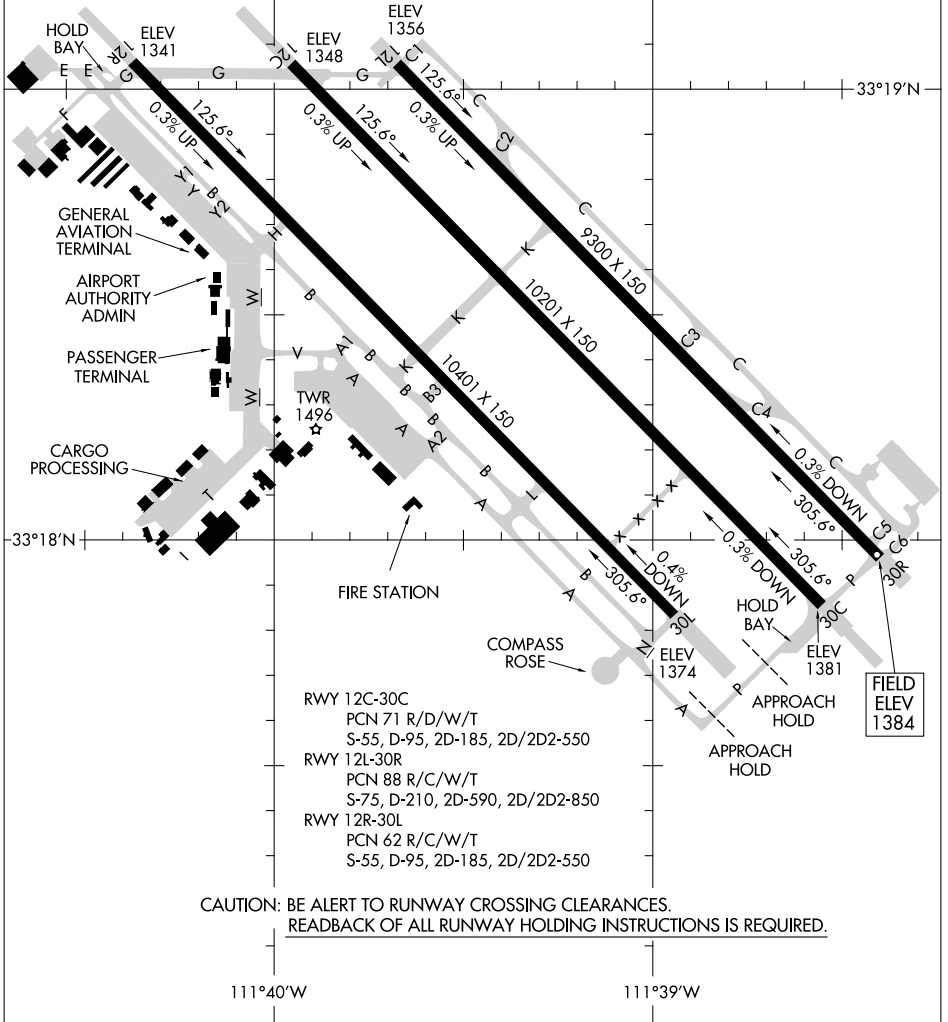 HOLD
BAY
ELEV
1341
ELEV
1348
ELEV
1356
12R
12C
12L
C1
E
E
G
G
G
F
33°19'N
125.6°
0.3% UP
125.6°
0.3% UP
125.6°
0.3% UP
C
C2
C
Y1
Y
B
Y2
H
GENERAL
AVIATION
TERMINAL
AIRPORT
AUTHORITY
ADMIN
PASSENGER
TERMINAL
W
W
B
K
K
K
9300 X 150
10201 X 150
10401 X 150
V
A1
B
A
B
B3
B
A
A2
C3
C
C4
C
TWR
1496
CARGO
PROCESSING
T
B
L
A
X
X
X
X
0.3% DOWN
305.6°
C5
C6
30R
33°18'N
FIRE STATION
B
A
0.4%
DOWN
305.6°
30L
0.3% DOWN
305.6°
30C
P
HOLD
BAY
COMPASS
ROSE
N
ELEV
1374
ELEV
1381
FIELD
ELEV
1384
A
P
APPROACH
HOLD
APPROACH
HOLD
RWY 12C-30C
PCN 71 R/D/W/T
S-55, D-95, 2D-185, 2D/2D2-550
RWY 12L-30R
PCN 88 R/C/W/T
S-75, D-210, 2D-590, 2D/2D2-850
RWY 12R-30L
PCN 62 R/C/W/T
S-55, D-95, 2D-185, 2D/2D2-550
CAUTION: BE ALERT TO RUNWAY CROSSING CLEARANCES.
READBACK OF ALL RUNWAY HOLDING INSTRUCTIONS IS REQUIRED.
111°40'W
111°39'W